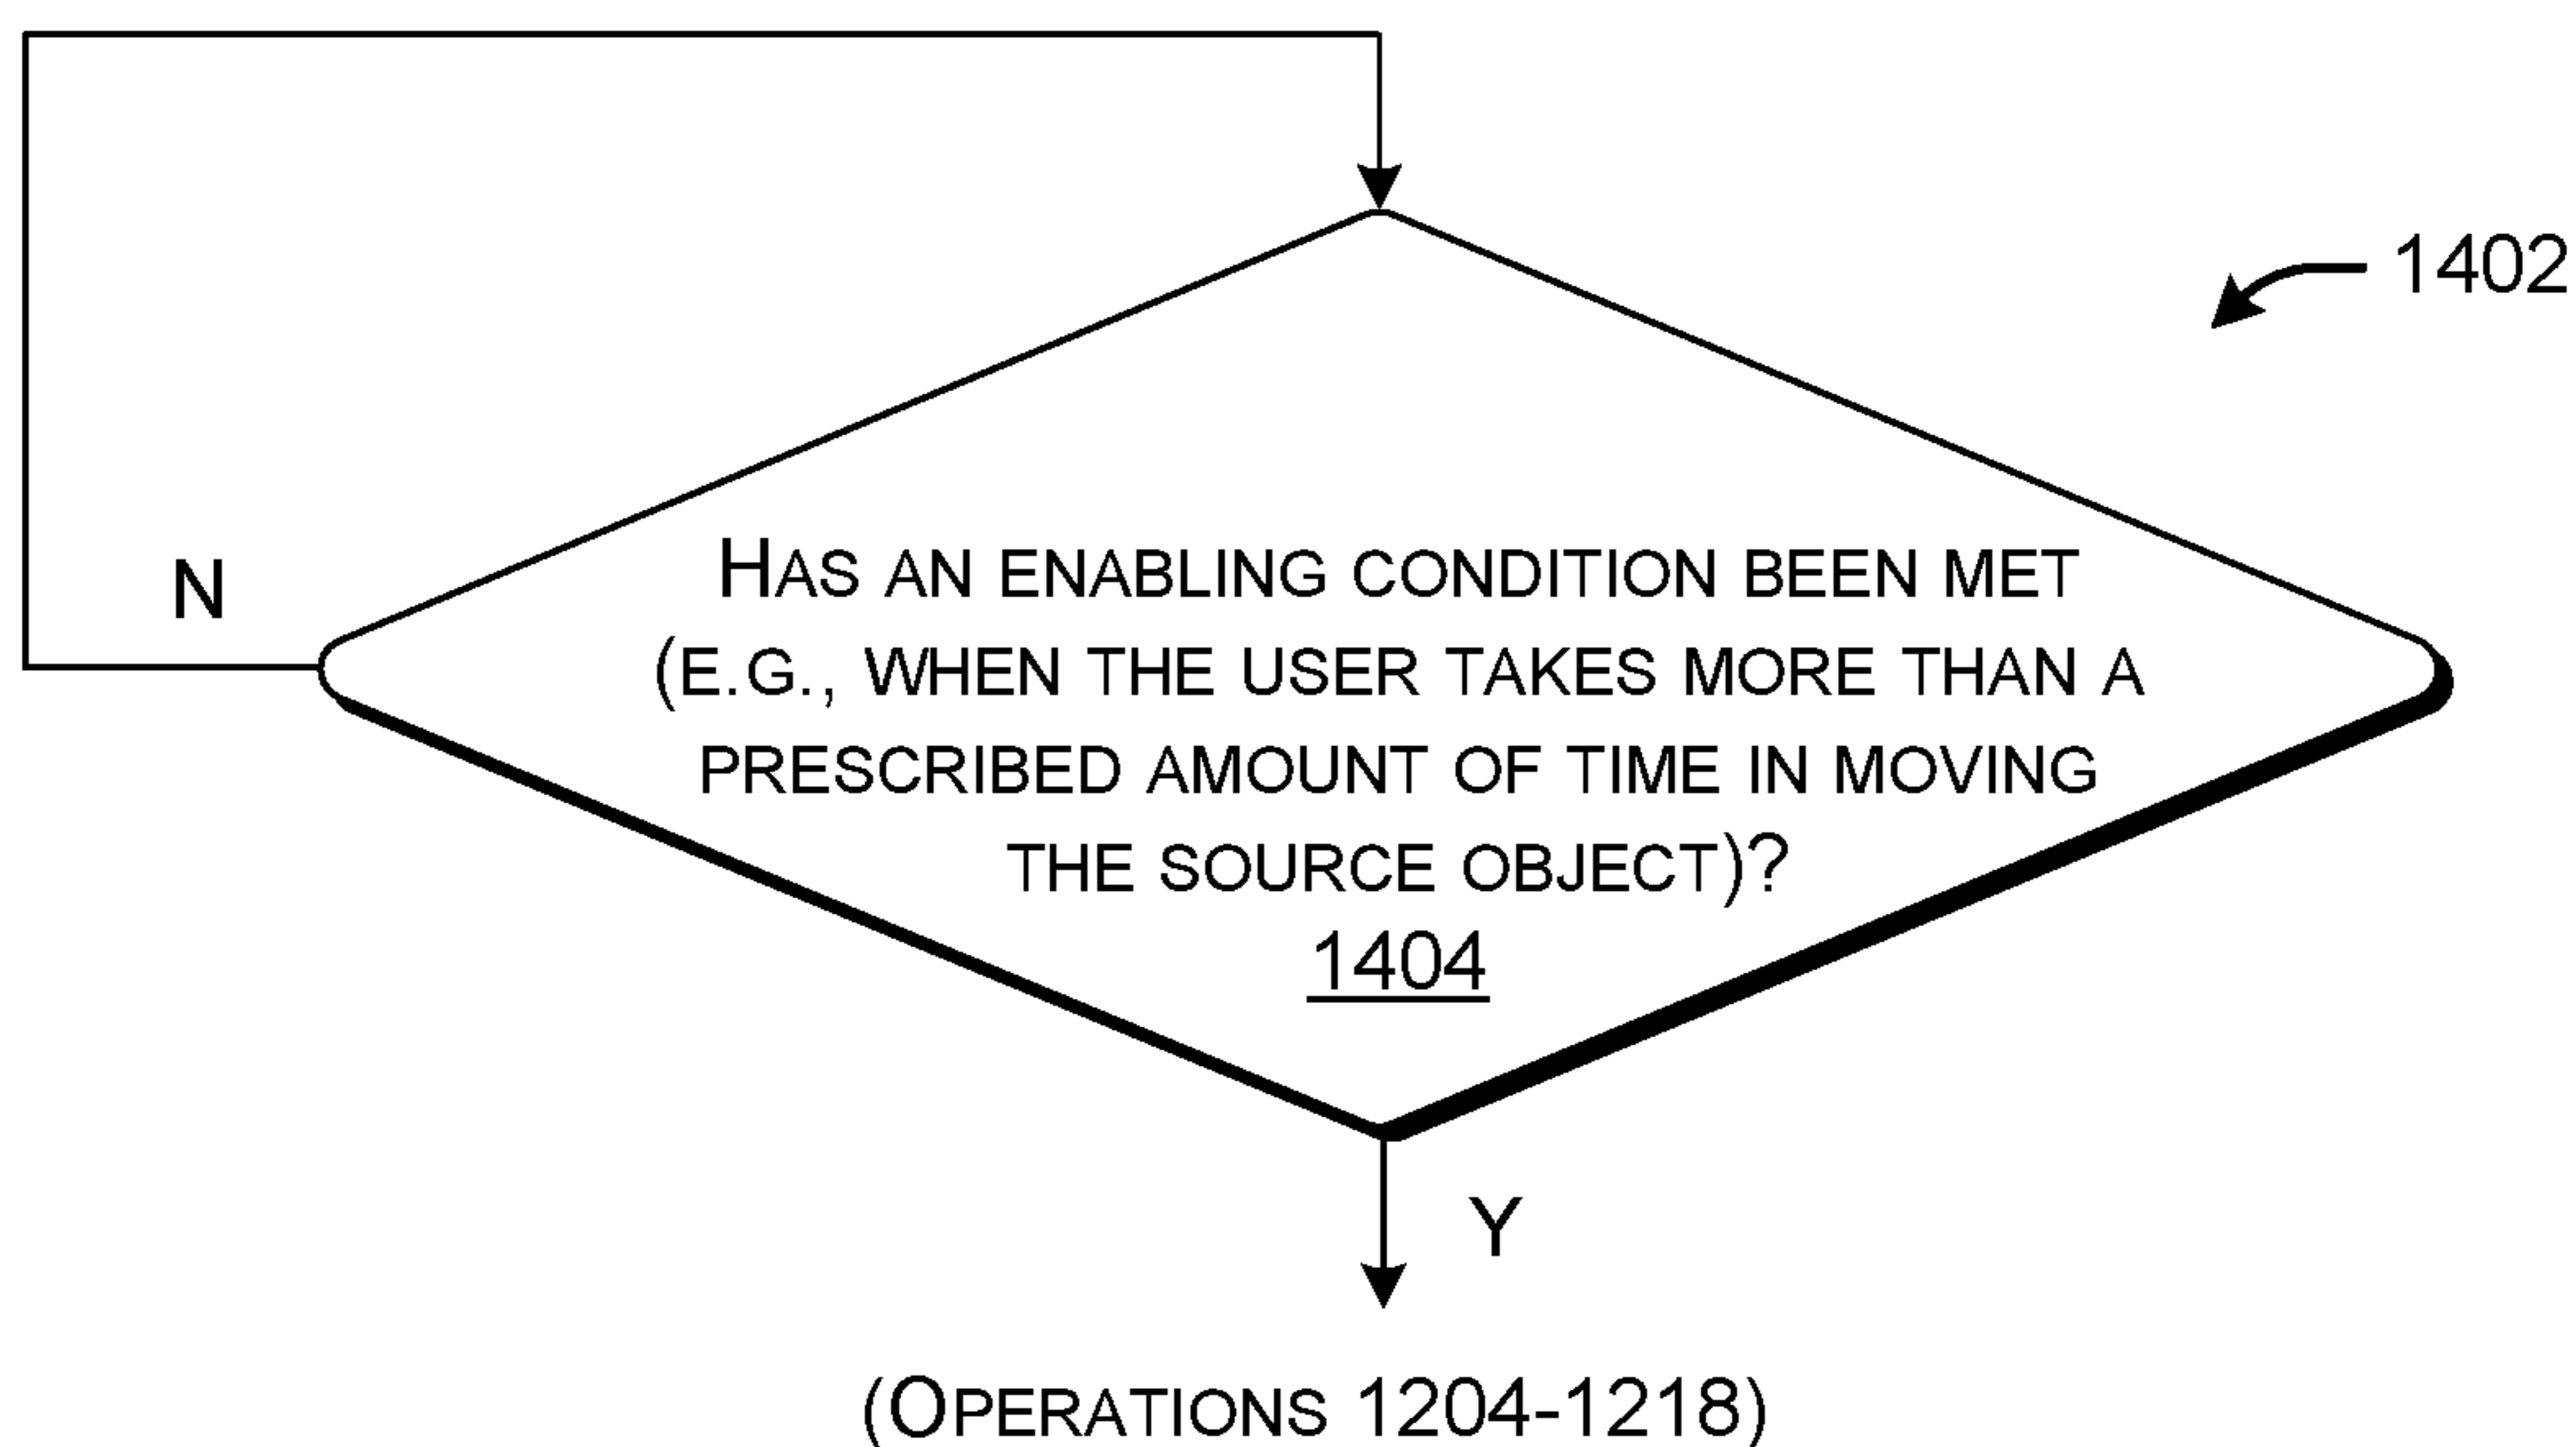 1402
HAS AN ENABLING CONDITION BEEN MET
N
(E.G., WHEN THE USER TAKES MORE THAN A
PRESCRIBED AMOUNT OF TIME IN MOVING
THE SOURCE OBJECT)?
1404
Y
(OPERATIONS 1204-1218)